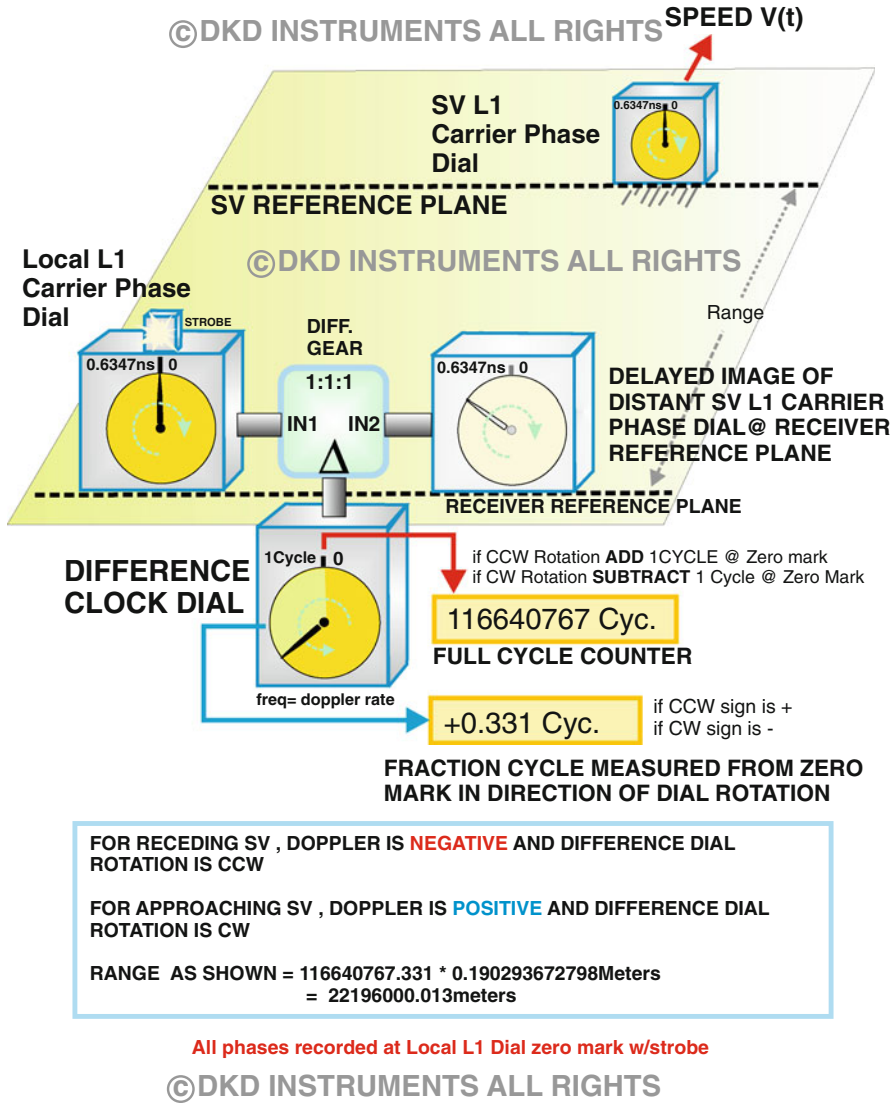 ©DKD INSTRUMENTS ALL RIGHTS
SPEED V(t)
SV L1
Carrier Phase
Dial
0.6347ns 0
SV REFERENCE PLANE
Local L1
Carrier Phase
Dial
©DKD INSTRUMENTS ALL RIGHTS
Range
STROBE
0.6347ns 0
DIFF.
GEAR
1:1:1
IN1 IN2
Δ
0.6347ns 0
DELAYED IMAGE OF
DISTANT SV L1 CARRIER
PHASE DIAL@ RECEIVER
REFERENCE PLANE
RECEIVER REFERENCE PLANE
DIFFERENCE
CLOCK DIAL
1Cycle 0
freq= doppler rate
if CCW Rotation ADD 1CYCLE @ Zero mark
if CW Rotation SUBTRACT 1 Cycle @ Zero Mark
116640767 Cyc.
FULL CYCLE COUNTER
+0.331 Cyc.
if CCW sign is +
if CW sign is -
FRACTION CYCLE MEASURED FROM ZERO
MARK IN DIRECTION OF DIAL ROTATION
FOR RECEDING SV , DOPPLER IS NEGATIVE AND DIFFERENCE DIAL
ROTATION IS CCW
FOR APPROACHING SV , DOPPLER IS POSITIVE AND DIFFERENCE DIAL
ROTATION IS CW
RANGE AS SHOWN = 116640767.331 * 0.190293672798Meters
= 22196000.013meters
All phases recorded at Local L1 Dial zero mark w/strobe
©DKD INSTRUMENTS ALL RIGHTS